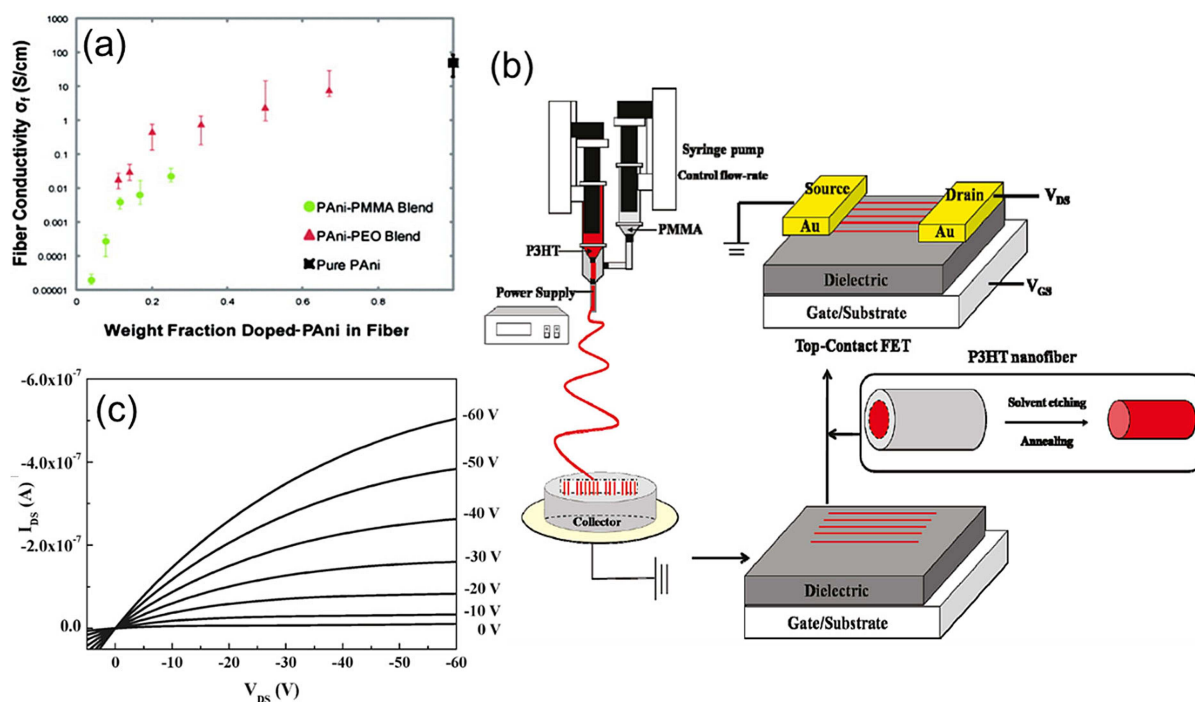 (a)
Fiber Conductivity σf (S/cm)
1000
100
10
1
0.1
0.01
0.001
0.0001
0.00001
0
0.2
0.4
0.6
0.8
PAni-PMMA Blend
PAni-PEO Blend
Pure PAni
Weight Fraction Doped-PAni in Fiber
(b)
Syringe pump
Control flow-rate
PMMA
P3HT
Power Supply
Collector
Source
Drain
Au
Au
VDS
Dielectric
VGS
Gate/Substrate
Top-Contact FET
P3HT nanofiber
Solvent etching
Annealing
Dielectric
Gate/Substrate
(c)
IDS (A)
-6.0x10-7
-4.0x10-7
-2.0x10-7
0.0
-60 V
-50 V
-40 V
-30 V
-20 V
-10 V
0 V
0
-10
-20
-30
-40
-50
-60
VDS (V)